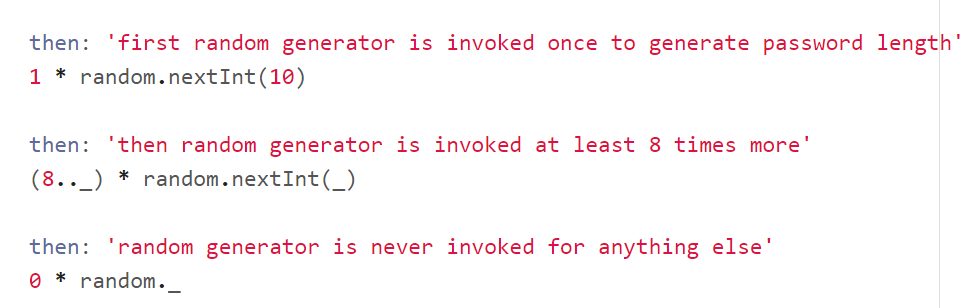 then: 'first random generator is invoked once to generate password length'
1 * random.nextInt(10)
then: 'then random generator is invoked at least 8 times more'
(8.._) * random.nextInt(_)
then: 'random generator is never invoked for anything else'
0 * random._